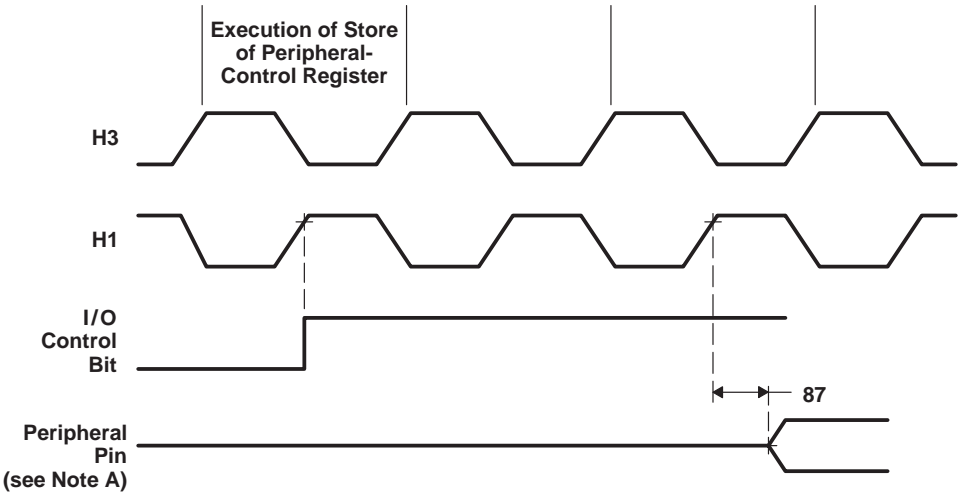 Execution of Store
of Peripheral-
Control Register
H3
H1
I/O
Control
Bit
87
Peripheral
Pin
(see Note A)